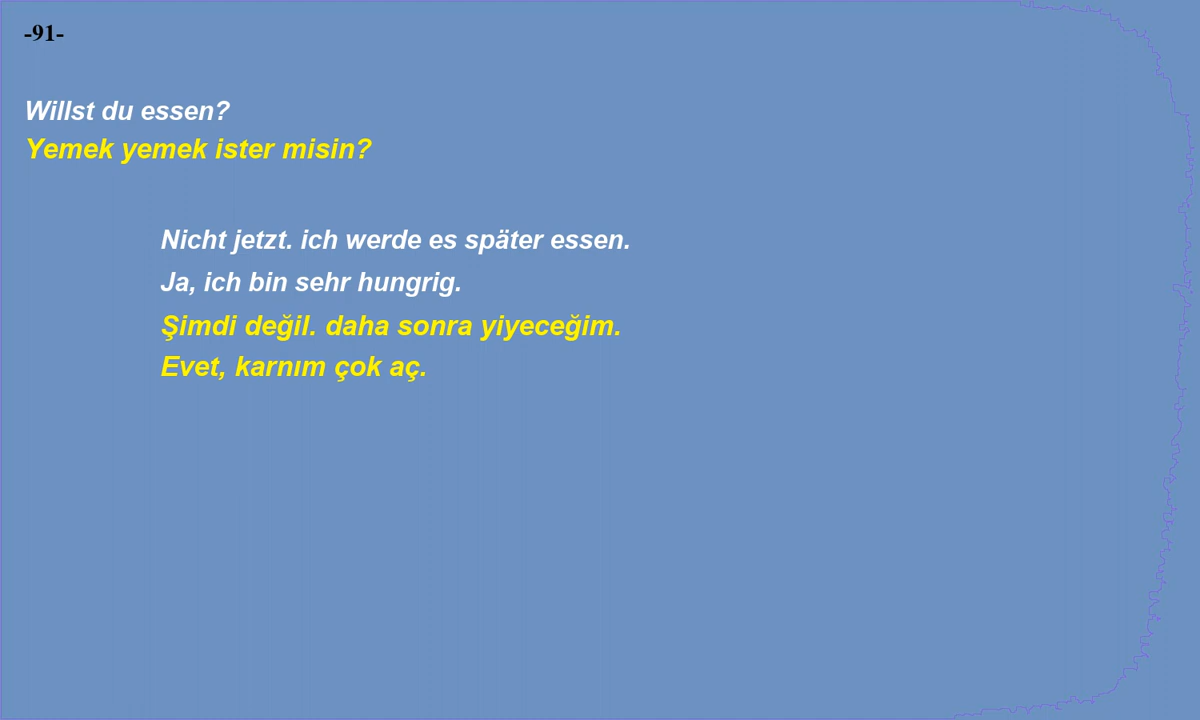 -91-
Willst du essen?
Yemek yemek ister misin?
Nicht jetzt. ich werde es später essen.
Ja, ich bin sehr hungrig.
Şimdi değil. daha sonra yiyeceğim.
Evet, karnım çok aç.